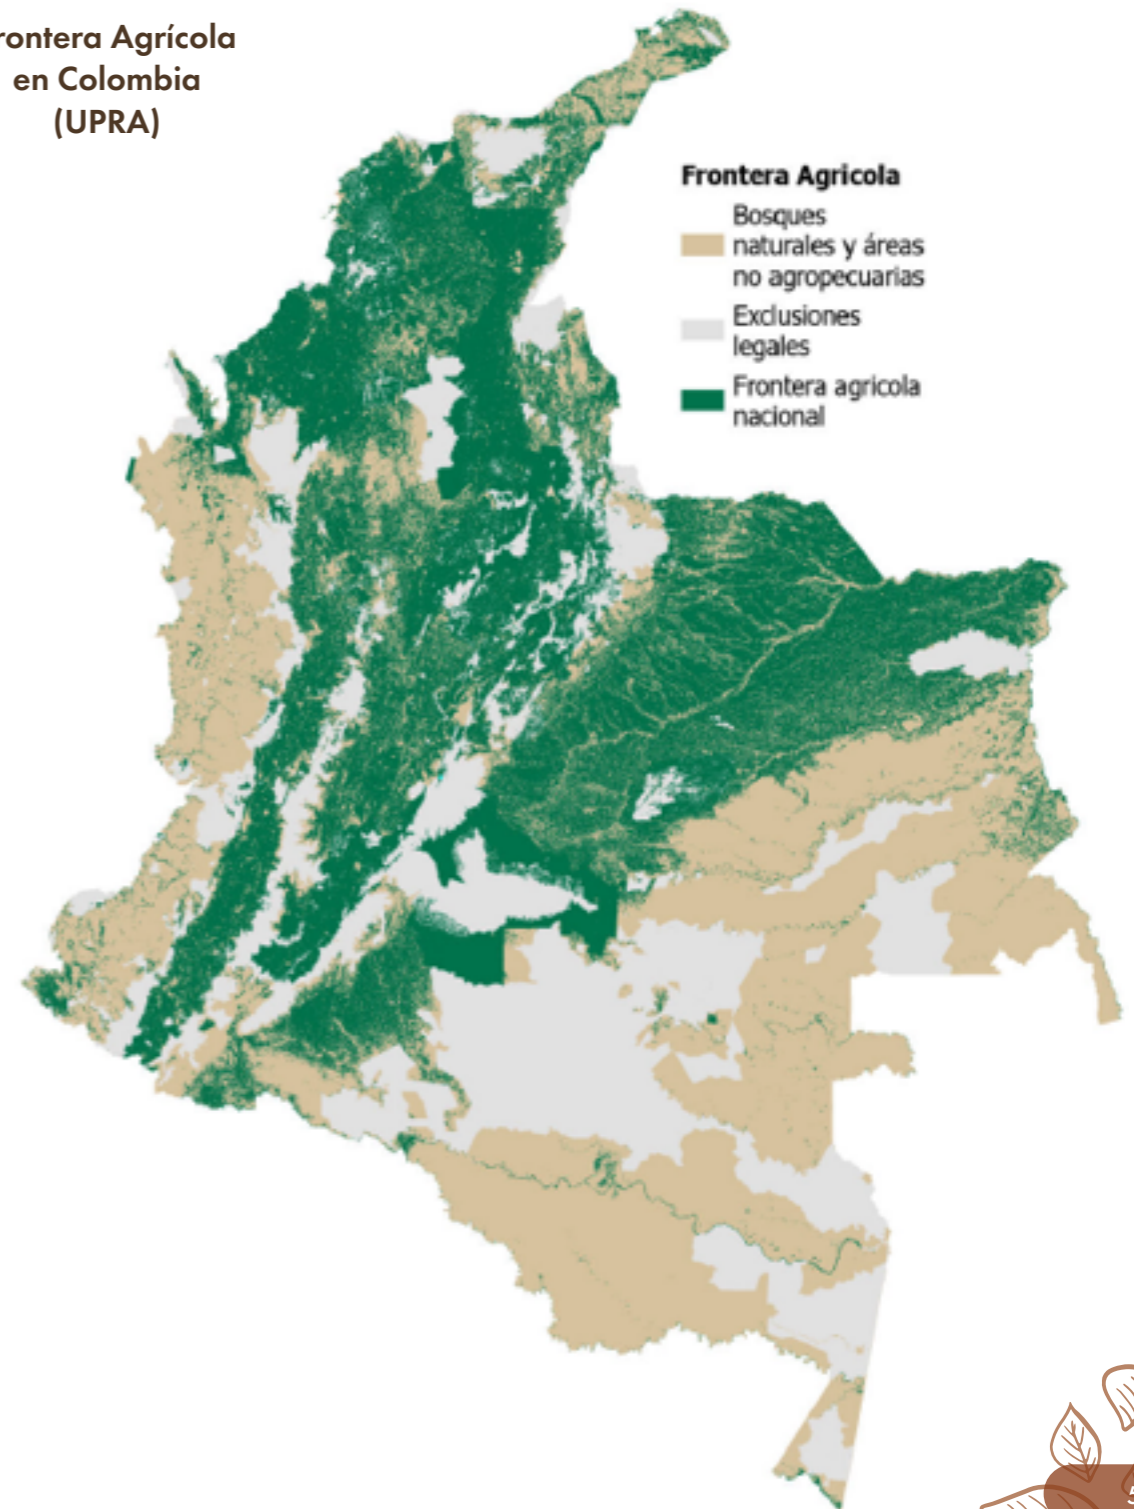 rontera Agrícola
en Colombia
(UPRA)
Frontera Agricola
Bosques
naturales y áreas
no agropecuarias
Exclusiones
legales
Frontera agricola
nacional